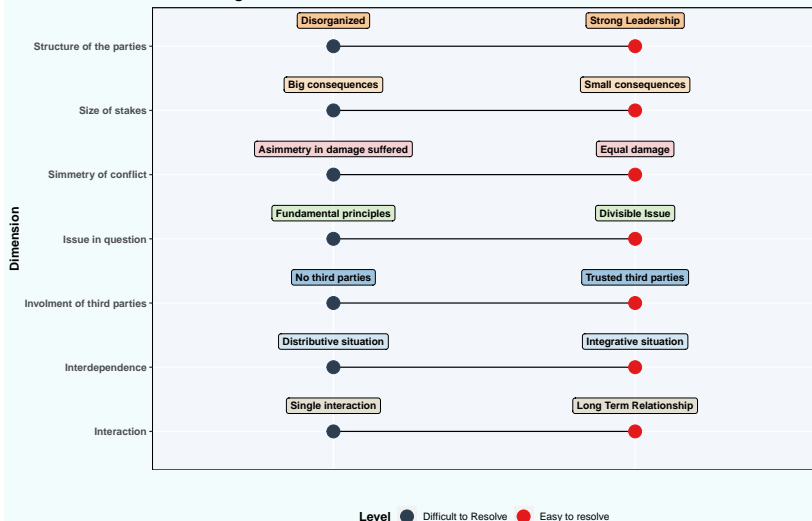 Disorganized
Strong Leadership
Structure of the parties
Big consequences
Small consequences
Size of stakes
Asimmetry in damage suffered
Equal damage
Simmetry of conflict
Fundamental principles
Divisible Issue
Issue in question
No third parties
Trusted third parties
Involment of third parties
Distributive situation
Integrative situation
Interdependence
Single interaction
Long Term Relationship
Interaction
Dimension
Level Difficult to Resolve Easy to resolve